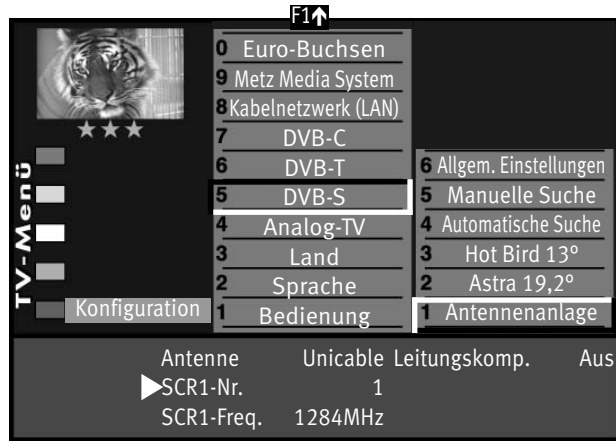 F1↑
0 Euro-Buchsen
9 Metz Media System
8 Kabelnetzwerk (LAN)
7 DVB-C
6 DVB-T
5 DVB-S
4 Analog-TV
3 Land
2 Sprache
1 Bedienung
6 Allgem. Einstellungen
5 Manuelle Suche
4 Automatische Suche
3 Hot Bird 13°
2 Astra 19,2°
1 Antennenanlage
TV-Menü
Konfiguration
Antenne Unicable Leitungskomp. Aus
SCR1-Nr. 1
SCR1-Freq. 1284MHz